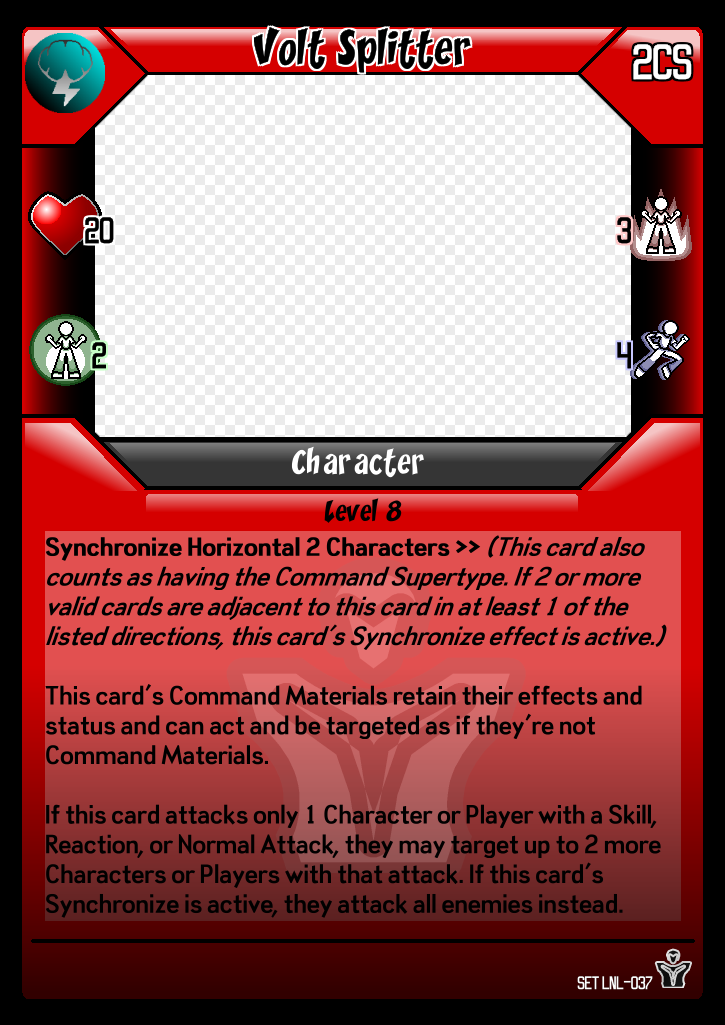 Volt Splitter
2CS
20
3
2
4
Character
Level 8
Synchronize Horizontal 2 Characters >> (This card also
counts as having the Command Supertype. If 2 or more
valid cards are adjacent to this card in at least 1 of the
listed directions, this card's Synchronize effect is active.)
This card's Command Materials retain their effects and
status and can act and be targeted as if they're not
Command Materials.
If this card attacks only 1 Character or Player with a Skill,
Reaction, or Normal Attack, they may target up to 2 more
Characters or Players with that attack. If this card's
Synchronize is active, they attack all enemies instead.
SET LNL-037